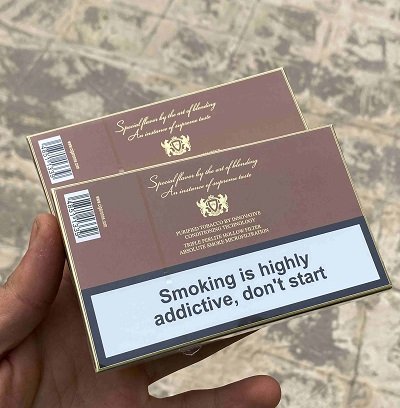 Special flavor by the art of blending
An instance of supreme taste
Special flavor by the art of blending
An instance of supreme taste
PURIFIED TOBACCO BY INNOVATIVE
CONDITIONING TECHNOLOGY
TRIPLE PERLITE HOLLOW FILTER
ABSOLUTE SMOKE MICROFILTRATION
Smoking is highly
addictive, don't start